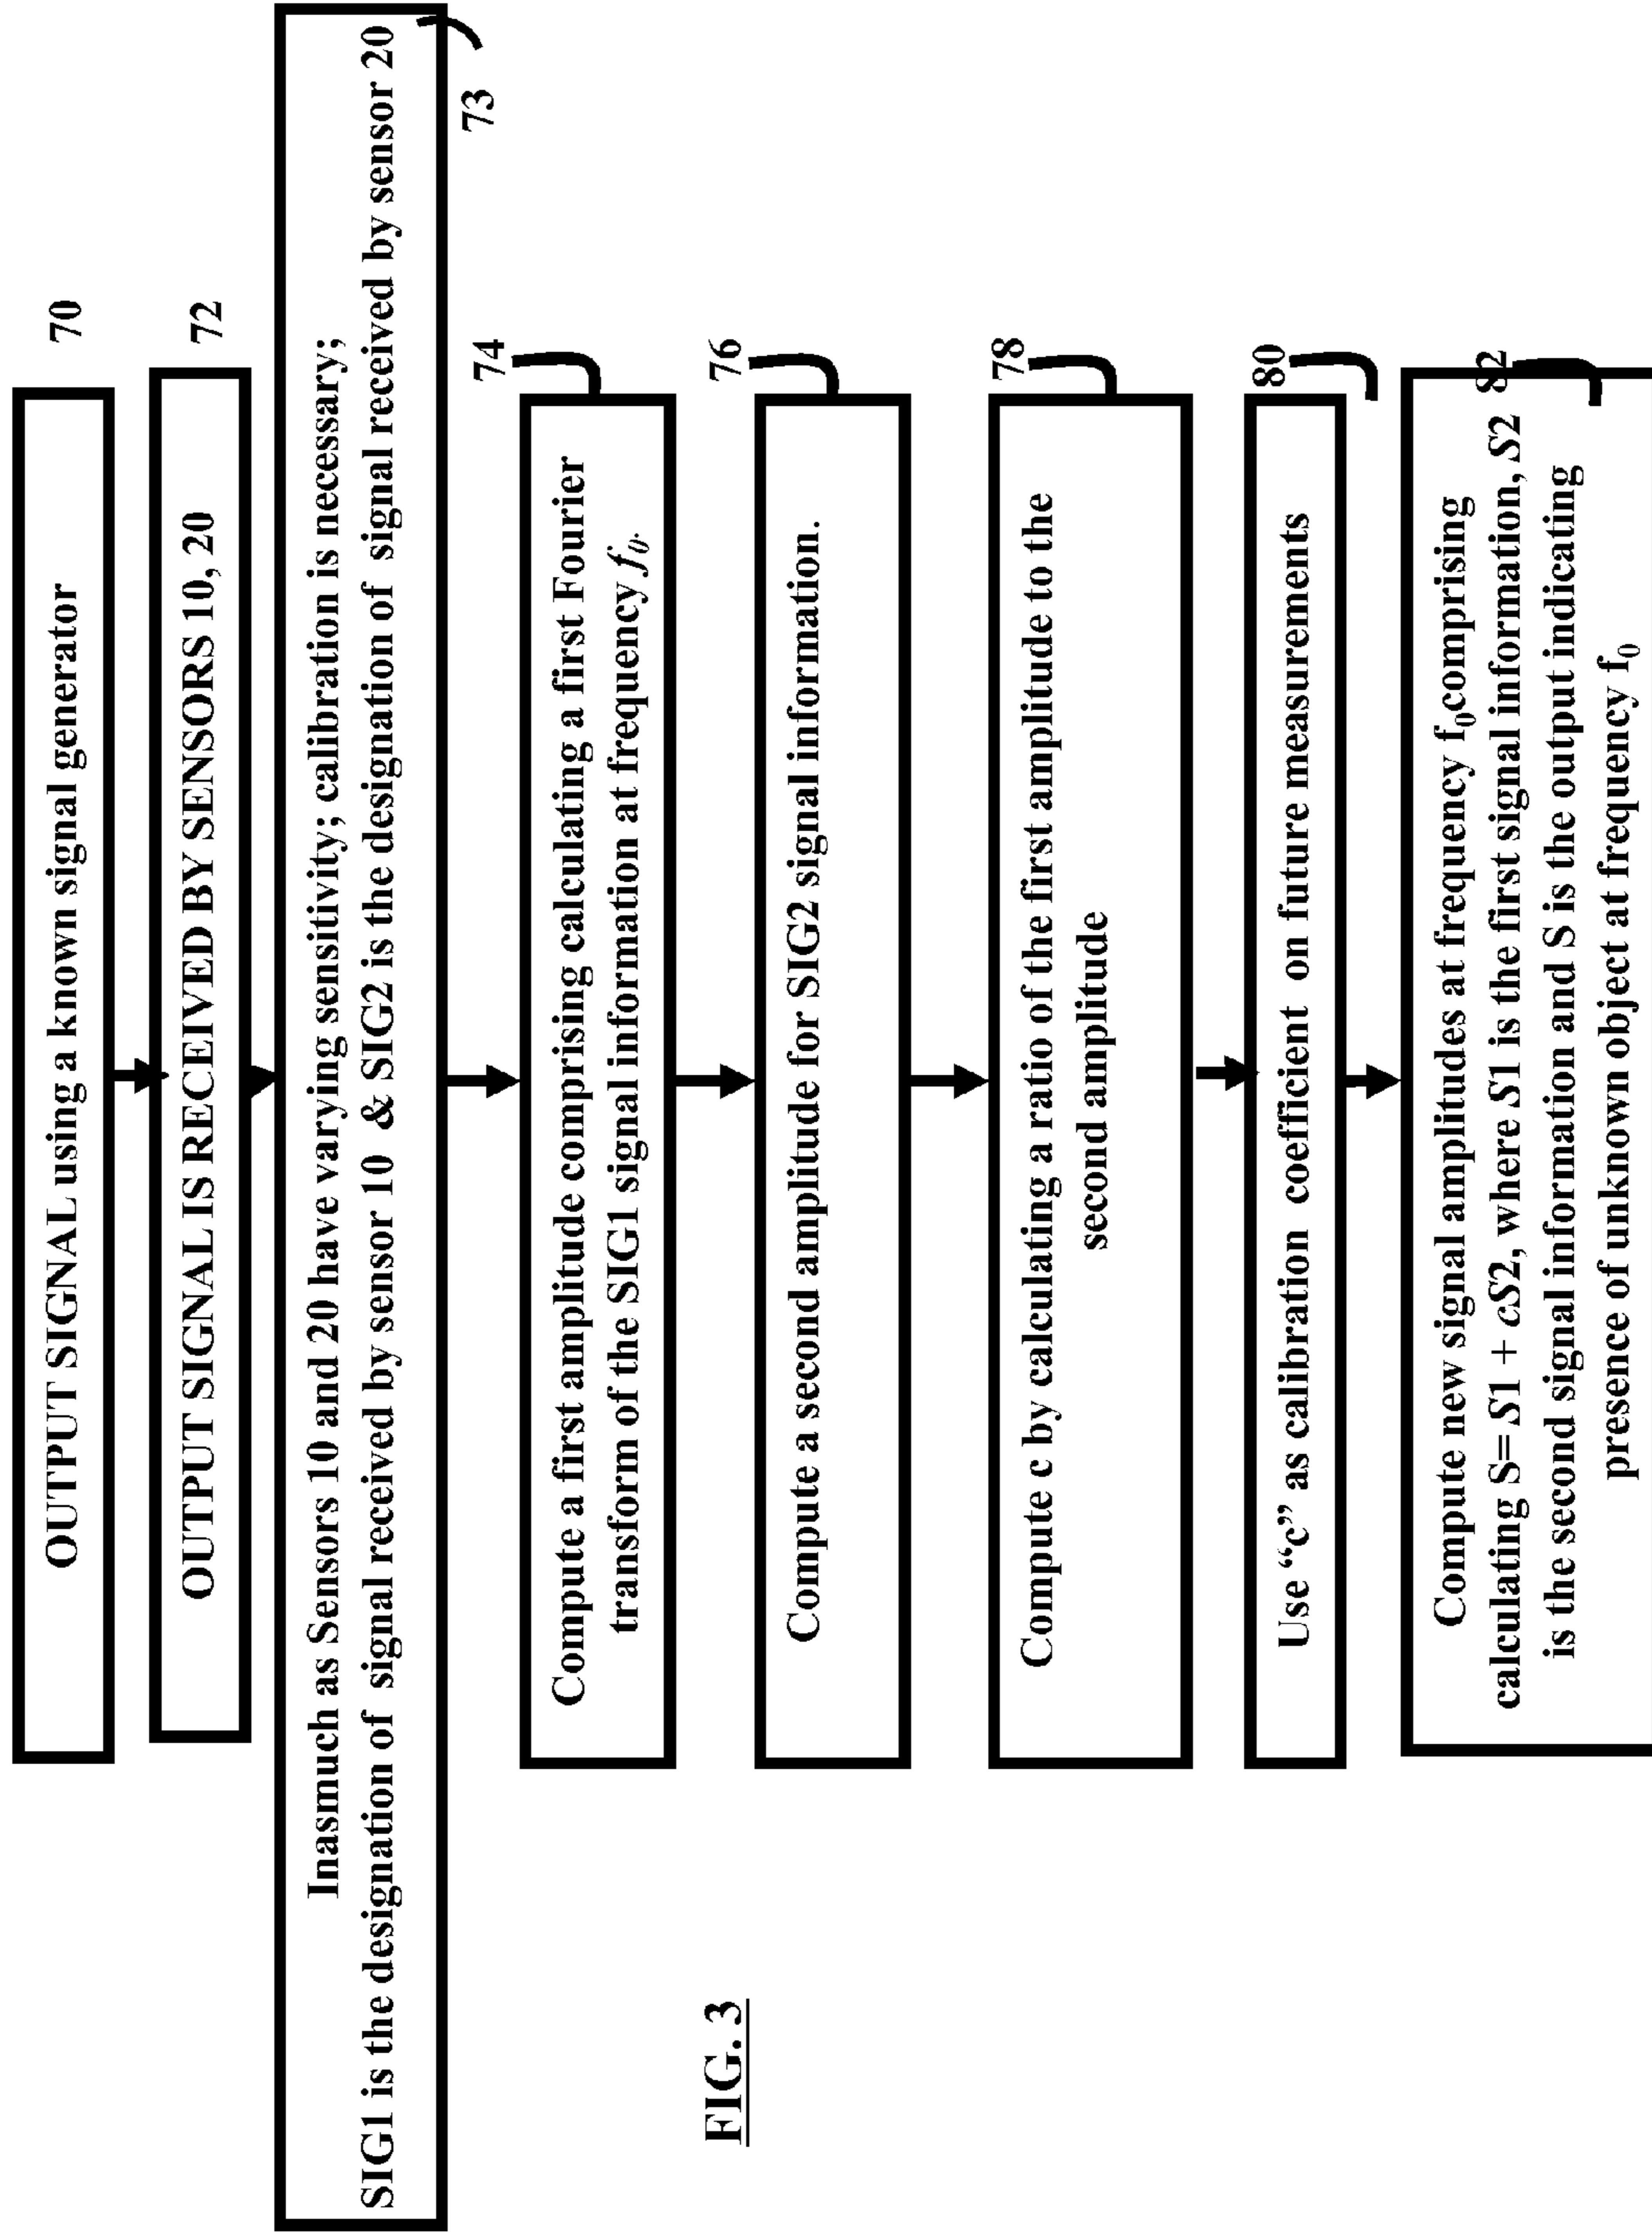 OUTPUT SIGNAL using a known signal generator
70
OUTPUT SIGNAL IS RECEIVED BY SENSORS 10, 20
72
Inasmuch as Sensors 10 and 20 have varying sensitivity; calibration is necessary;
SIG1 is the designation of signal received by sensor 10 & SIG2 is the designation of signal received by sensor 20
73
Compute a first amplitude comprising calculating a first Fourier
transform of the SIG1 signal information at frequency f0.
74
Compute a second amplitude for SIG2 signal information.
76
Compute c by calculating a ratio of the first amplitude to the
second amplitude
78
Use “c” as calibration coefficient on future measurements
80
Compute new signal amplitudes at frequency f0comprising
calculating S= S1 + cS2, where S1 is the first signal information, S2
is the second signal information and S is the output indicating
presence of unknown object at frequency f0
82
FIG. 3